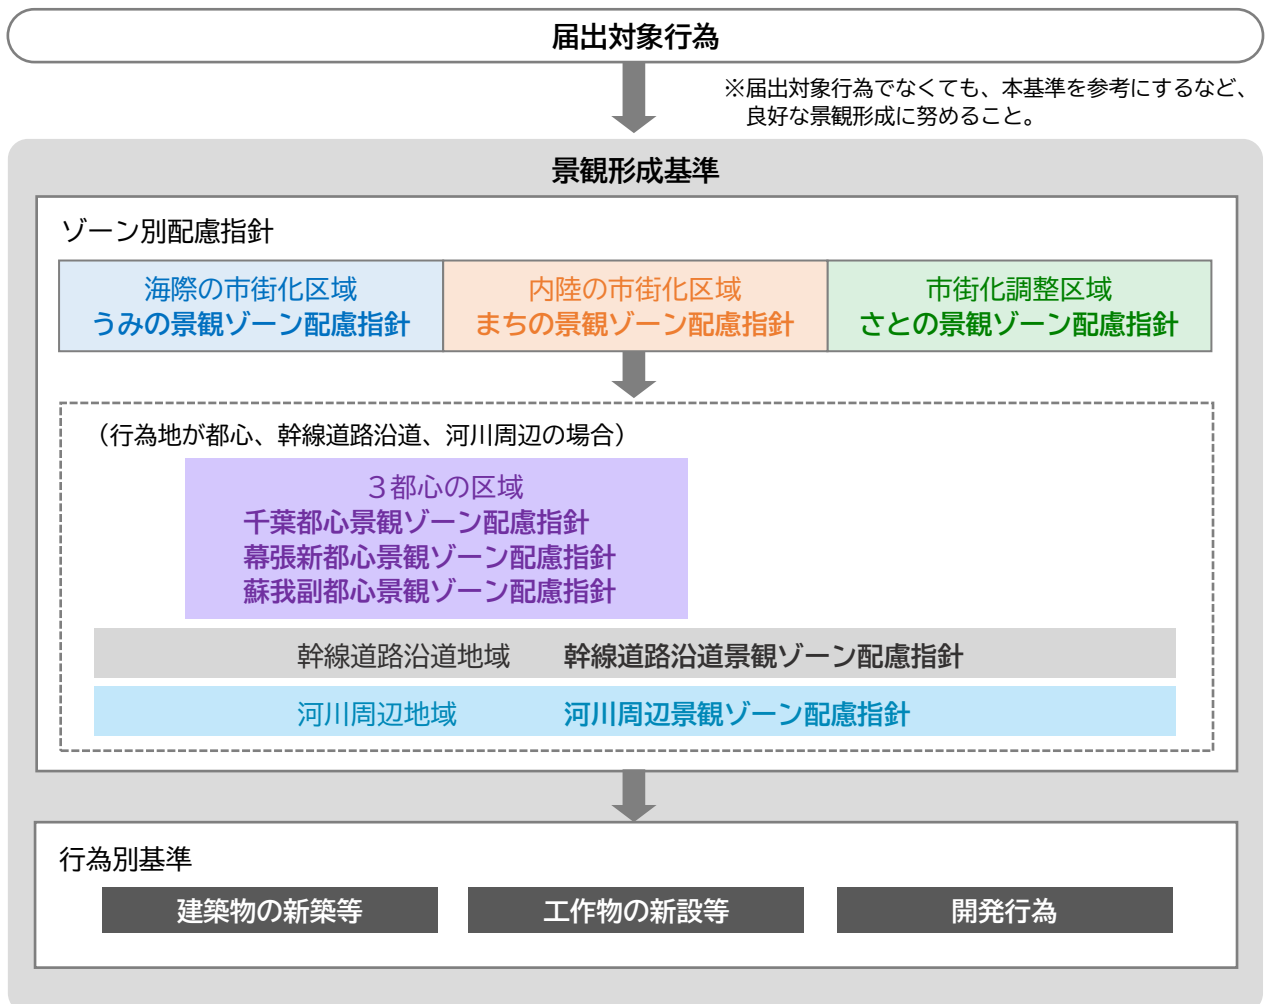 届出対象行為
※届出対象行為でなくても、本基準を参考にするなど、
良好な景観形成に努めること。
景観形成基準
ゾーン別配慮指針
海際の市街化区域
うみの景観ゾーン配慮指針
内陸の市街化区域
まちの景観ゾーン配慮指針
市街化調整区域
さとの景観ゾーン配慮指針
（行為地が都心、幹線道路沿道、河川周辺の場合）
３都心の区域
千葉都心景観ゾーン配慮指針
幕張新都心景観ゾーン配慮指針
蘇我副都心景観ゾーン配慮指針
幹線道路沿道地域　幹線道路沿道景観ゾーン配慮指針
河川周辺地域　河川周辺景観ゾーン配慮指針
行為別基準
建築物の新築等
工作物の新設等
開発行為